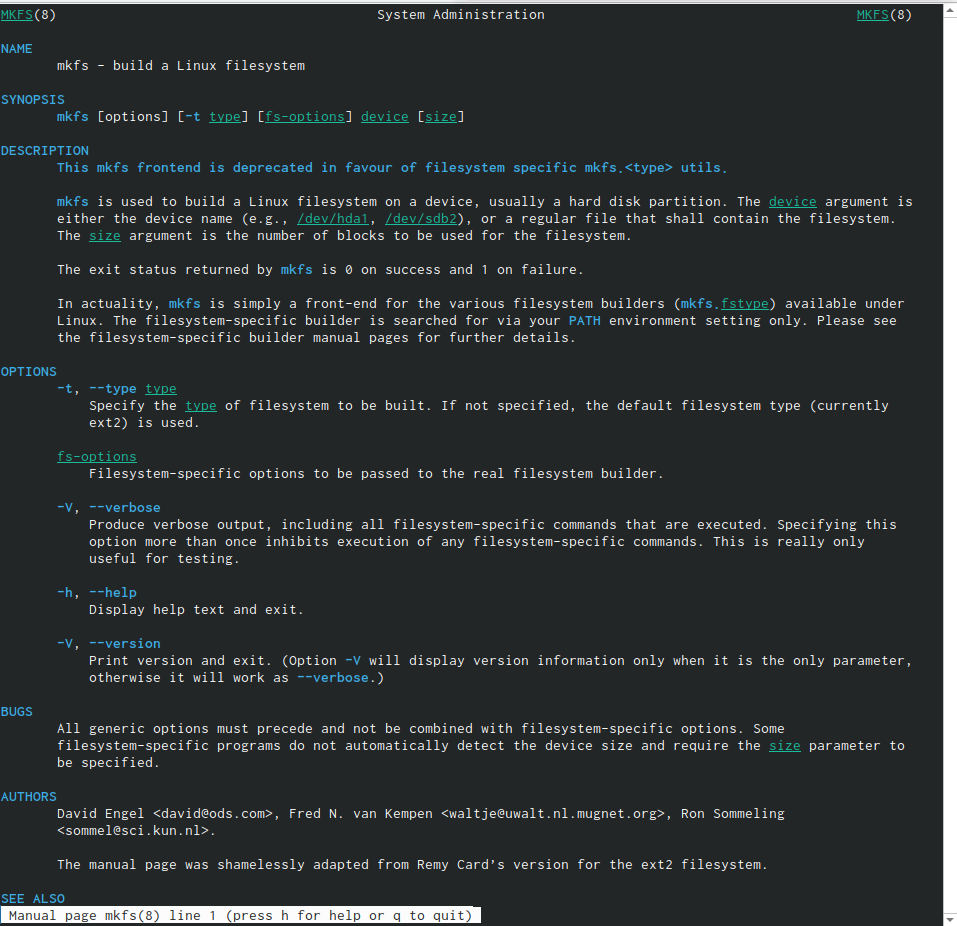 MKFS(8) System Administration MKFS(8)
NAME
mkfs - build a Linux filesystem
SYNOPSIS
mkfs [options] [-t type] [fs-options] device [size]
DESCRIPTION
This mkfs frontend is deprecated in favour of filesystem specific mkfs.<type> utils.
mkfs is used to build a Linux filesystem on a device, usually a hard disk partition. The device argument is
either the device name (e.g., /dev/hda1, /dev/sdb2), or a regular file that shall contain the filesystem.
The size argument is the number of blocks to be used for the filesystem.
The exit status returned by mkfs is 0 on success and 1 on failure.
In actuality, mkfs is simply a front-end for the various filesystem builders (mkfs.fstype) available under
Linux. The filesystem-specific builder is searched for via your PATH environment setting only. Please see
the filesystem-specific builder manual pages for further details.
OPTIONS
-t, --type type
Specify the type of filesystem to be built. If not specified, the default filesystem type (currently
ext2) is used.
fs-options
Filesystem-specific options to be passed to the real filesystem builder.
-V, --verbose
Produce verbose output, including all filesystem-specific commands that are executed. Specifying this
option more than once inhibits execution of any filesystem-specific commands. This is really only
useful for testing.
-h, --help
Display help text and exit.
-V, --version
Print version and exit. (Option -V will display version information only when it is the only parameter,
otherwise it will work as --verbose.)
BUGS
All generic options must precede and not be combined with filesystem-specific options. Some
filesystem-specific programs do not automatically detect the device size and require the size parameter to
be specified.
AUTHORS
David Engel <david@ods.com>, Fred N. van Kempen <waltje@uwalt.nl.mugnet.org>, Ron Sommeling
<sommel@sci.kun.nl>.
The manual page was shamelessly adapted from Remy Card's version for the ext2 filesystem.
SEE ALSO
Manual page mkfs(8) line 1 (press h for help or q to quit)